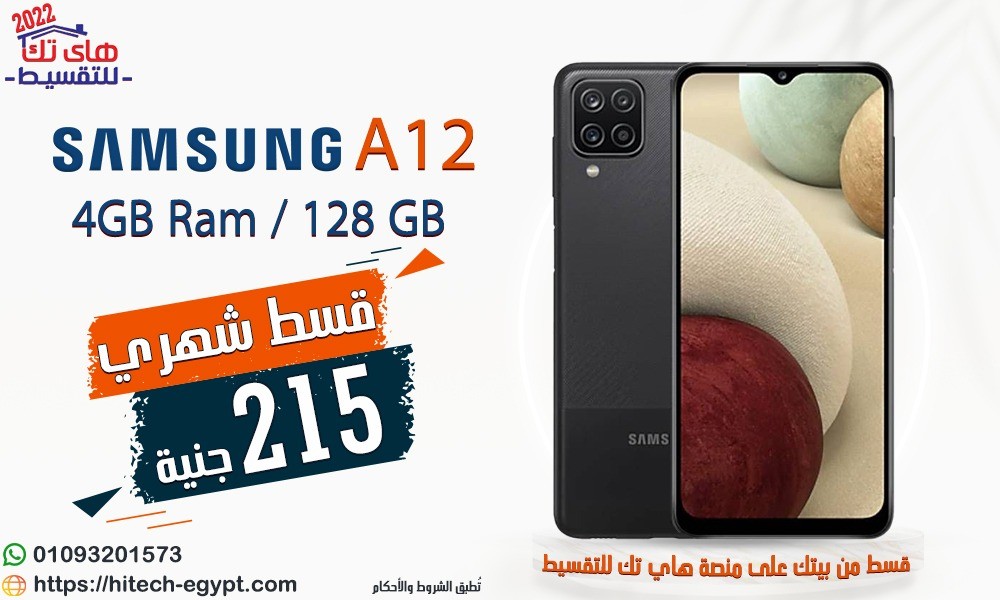 2022
هاى تك
-للتقسيط-
SAMSUNG A12
4GB Ram / 128 GB
قسط شهري
215 جنية
SAMS
قسط من بيتك على منصة هاي تك للتقسيط
01093201573
https://hitech-egypt.com
تُطبق الشروط والأحكام